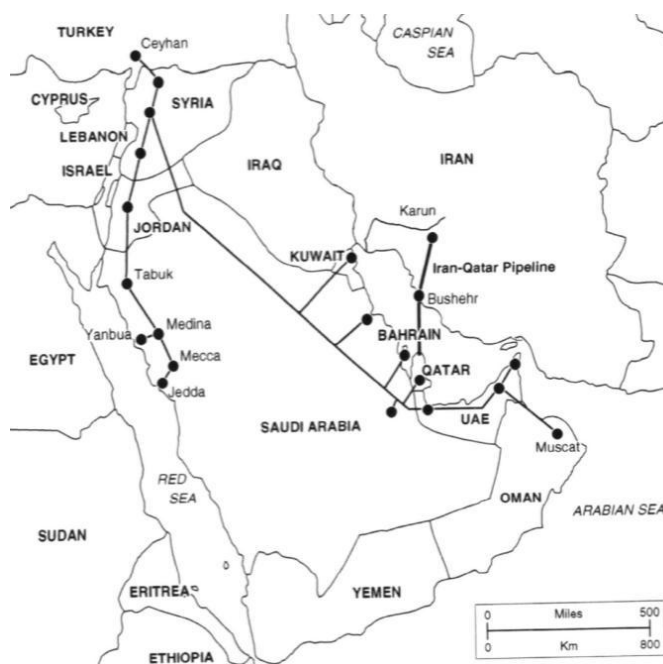 TURKEY
Ceyhan
CASPIAN
SEA
CYPRUS
SYRIA
LEBANON
ISRAEL
IRAQ
IRAN
JORDAN
Karun
KUWAIT
Iran-Qatar Pipeline
Tabuk
Bushehr
Yanbua
Medina
BAHRAIN
EGYPT
Mecca
QATAR
Jedda
SAUDI ARABIA
UAE
Muscat
RED
SEA
OMAN
ARABIAN SEA
SUDAN
ERITREA
YEMEN
ETHIOPIA
0 Miles 500
0 Km 800